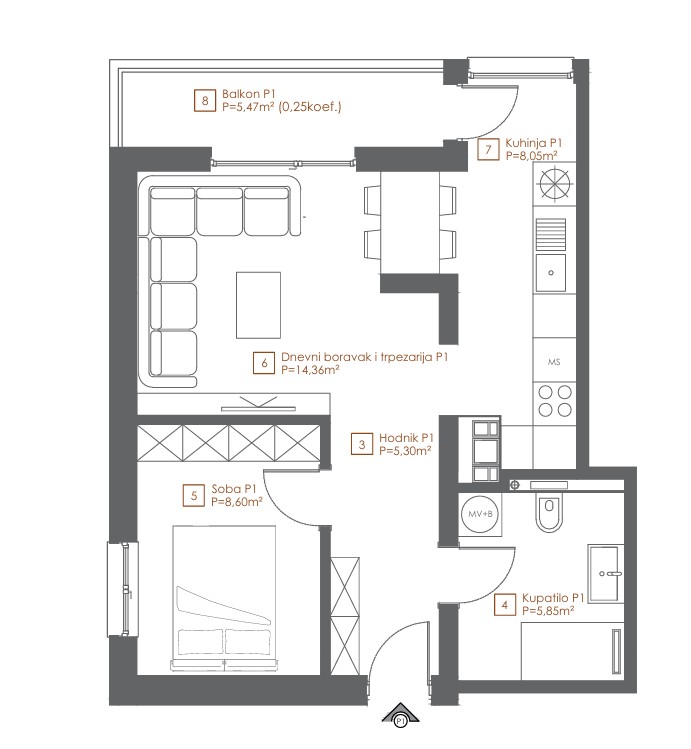 8
Balkon P1
P=5,47m² (0,25koef.)
7
Kuhinja P1
P=8,05m²
6
Dnevni boravak i trpezarija P1
P=14,36m²
MS
3
Hodnik P1
P=5,30m²
5
Soba P1
P=8,60m²
MV+B
4
Kupatilo P1
P=5,85m²
P1